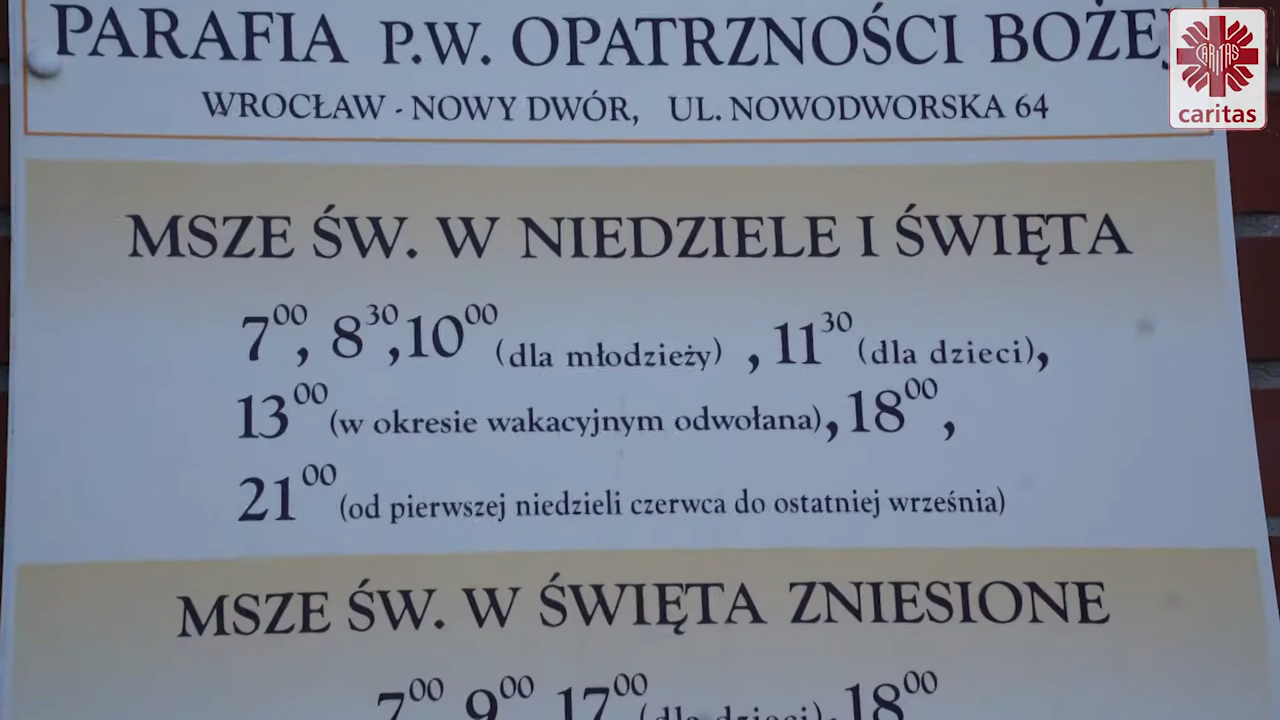 PARAFIA P.W. OPATRZNOŚCI BOŻEJ
CARITAS
caritas
WROCŁAW - NOWY DWÓR, UL. NOWODWORSKA 64
MSZE ŚW. W NIEDZIELE I ŚWIĘTA
7⁰⁰, 8³⁰, 10⁰⁰ (dla młodzieży) , 11³⁰ (dla dzieci),
13⁰⁰ (w okresie wakacyjnym odwołana), 18⁰⁰ ,
21⁰⁰ (od pierwszej niedzieli czerwca do ostatniej września)
MSZE ŚW. W ŚWIĘTA ZNIESIONE
7⁰⁰ 9⁰⁰ 17⁰⁰ (dla dzieci), 18⁰⁰